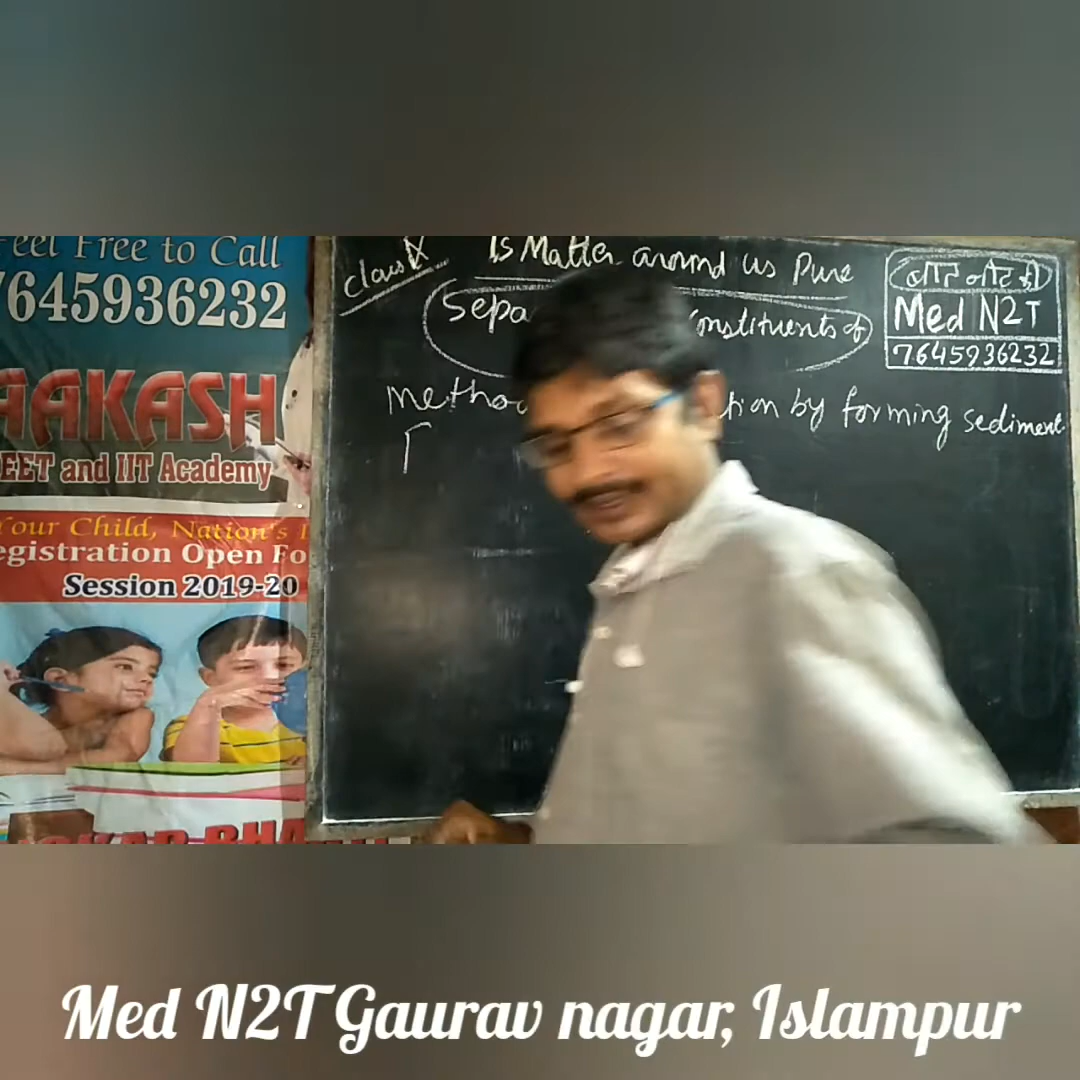 Feel Free to Call
7645936232
AAKASH
EET and IIT Academy
Your Child, Nation's
egistration Open Fo
Session 2019-20
class IX
Is Matter around us Pure
Sepa onstituents of
Metho tion by forming sediment
Med N2T
7645936232
Med N2T Gaurav nagar, Islampur